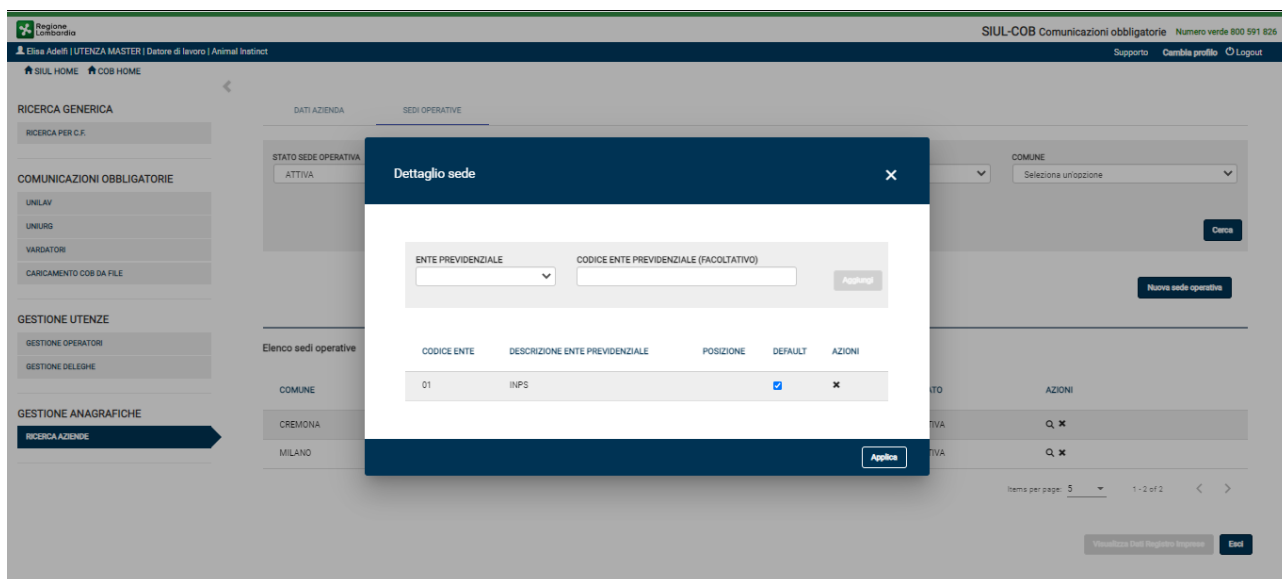 Regione
Lombardia
SIUL-COB Comunicazioni obbligatorie Numero verde 800 591 826
Elisa Adelfi | UTENZA MASTER | Datore di lavoro | Animal Instinct
Supporto Cambia profilo Logout
SIUL HOME COB HOME
RICERCA GENERICA
RICERCA PER C.F.
COMUNICAZIONI OBBLIGATORIE
UNILAV
UNIURG
VARDATORI
CARICAMENTO COB DA FILE
GESTIONE UTENZE
GESTIONE OPERATORI
GESTIONE DELEGHE
GESTIONE ANAGRAFICHE
RICERCA AZIENDE
DATI AZIENDA SEDI OPERATIVE
STATO SEDE OPERATIVA
ATTIVA
COMUNE
Seleziona un'opzione
Cerca
Nuova sede operativa
Elenco sedi operative
COMUNE ATO AZIONI
CREMONA TIVA
MILANO TIVA
Items per page: 5 1 - 2 of 2
Visualizza Dati Registro Imprese Esci
Dettaglio sede
ENTE PREVIDENZIALE CODICE ENTE PREVIDENZIALE (FACOLTATIVO)
Aggiungi
CODICE ENTE DESCRIZIONE ENTE PREVIDENZIALE POSIZIONE DEFAULT AZIONI
01 INPS
Applica